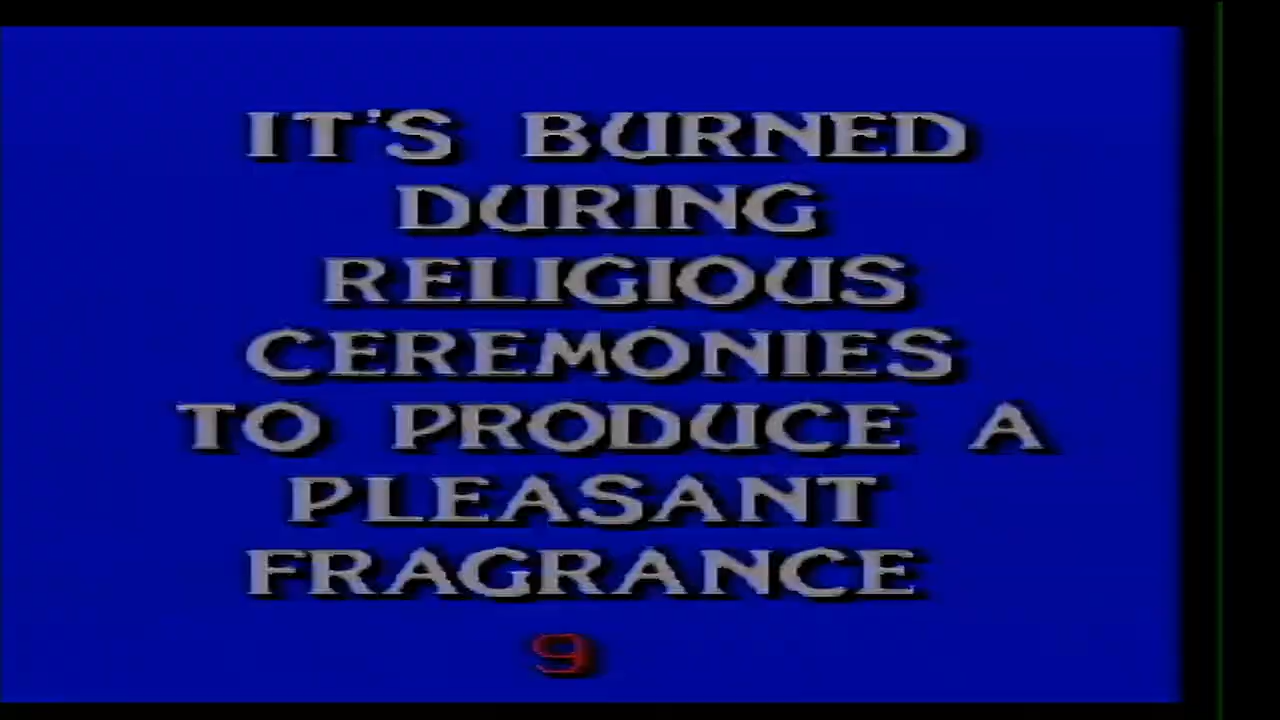 IT'S BURNED
DURING
RELIGIOUS
CEREMONIES
TO PRODUCE A
PLEASANT
FRAGRANCE
9